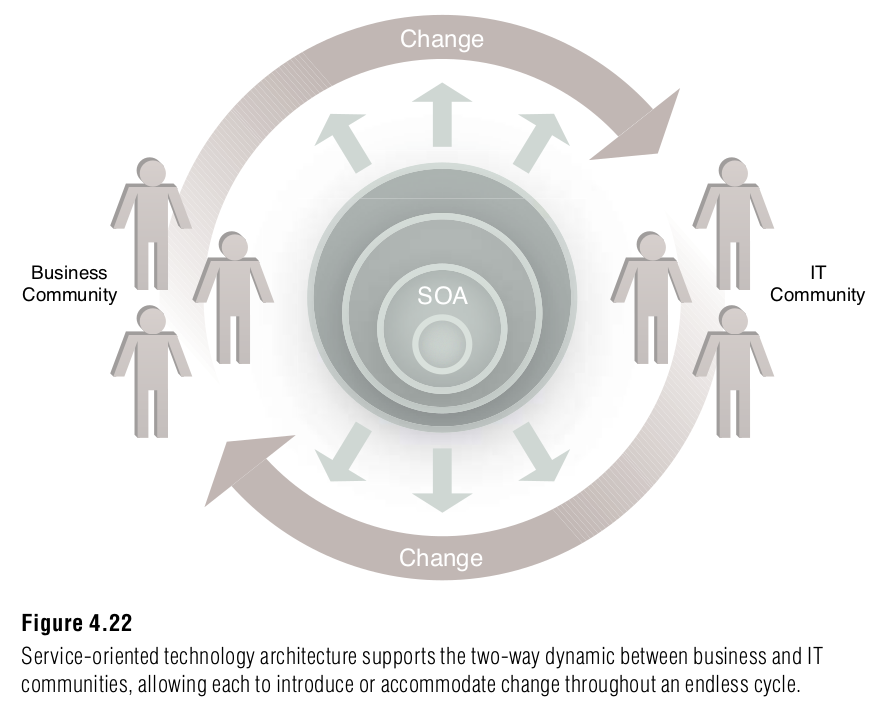 Change
Business
Community
SOA
IT
Community
Change
Figure 4.22
Service-oriented technology architecture supports the two-way dynamic between business and IT
communities, allowing each to introduce or accommodate change throughout an endless cycle.